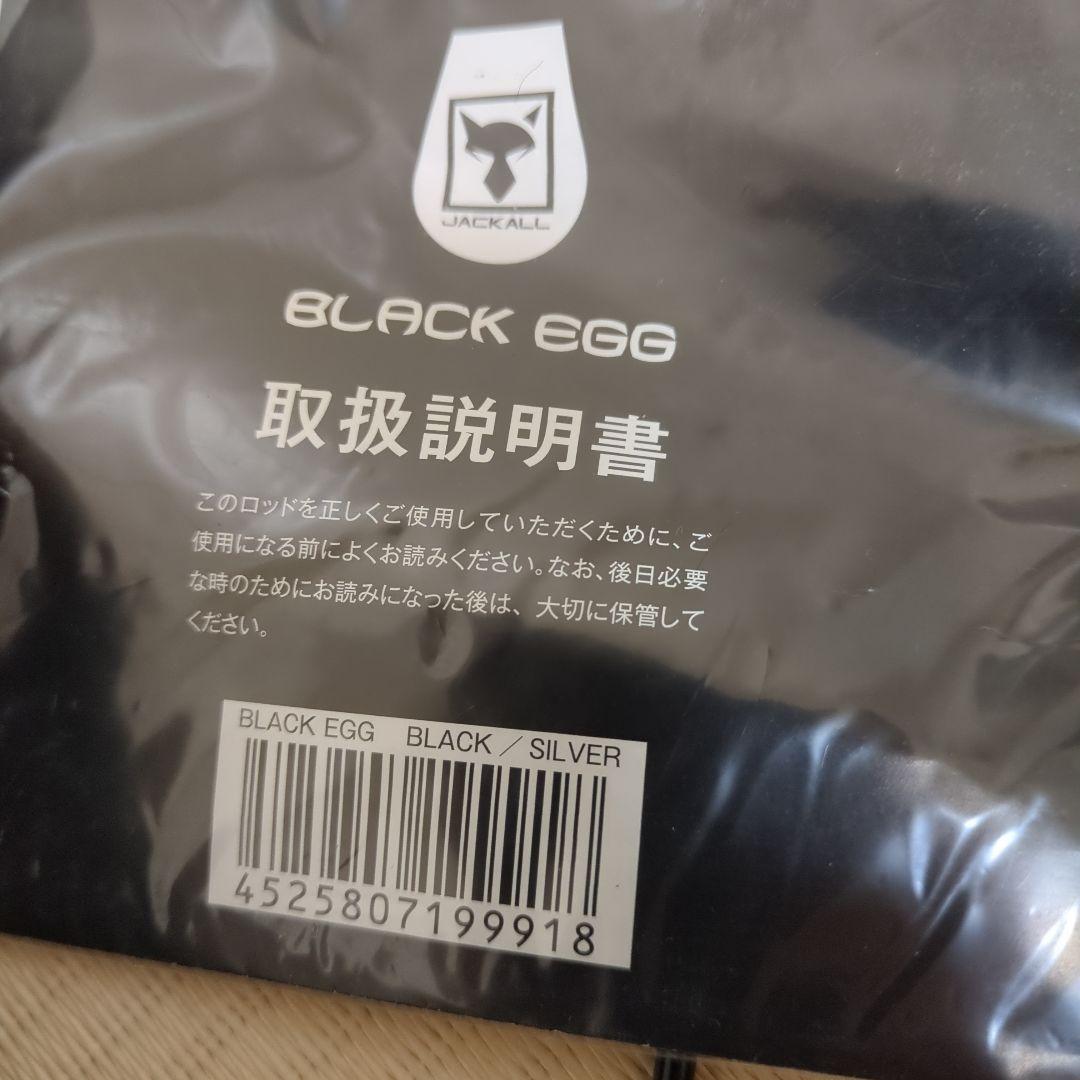 JACKALL
BLACK EGG
取扱説明書
このロッドを正しくご使用していただくために、ご
使用になる前によくお読みください。なお、後日必要
な時のためにお読みになった後は、大切に保管して
ください。
BLACK EGG BLACK / SILVER
4525807199918